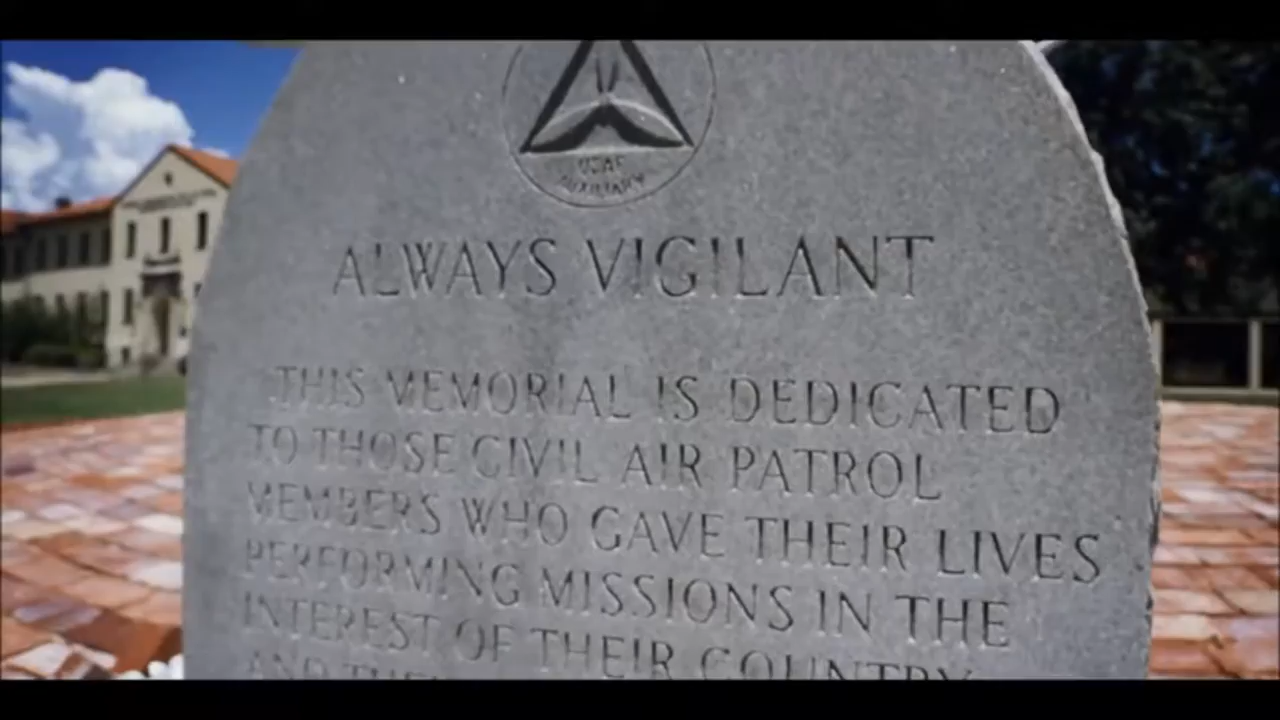 USAF
AUXILIARY
ALWAYS VIGILANT
THIS MEMORIAL IS DEDICATED
TO THOSE CIVIL AIR PATROL
MEMBERS WHO GAVE THEIR LIVES
PERFORMING MISSIONS IN THE
INTEREST OF THEIR COUNTRY
AND